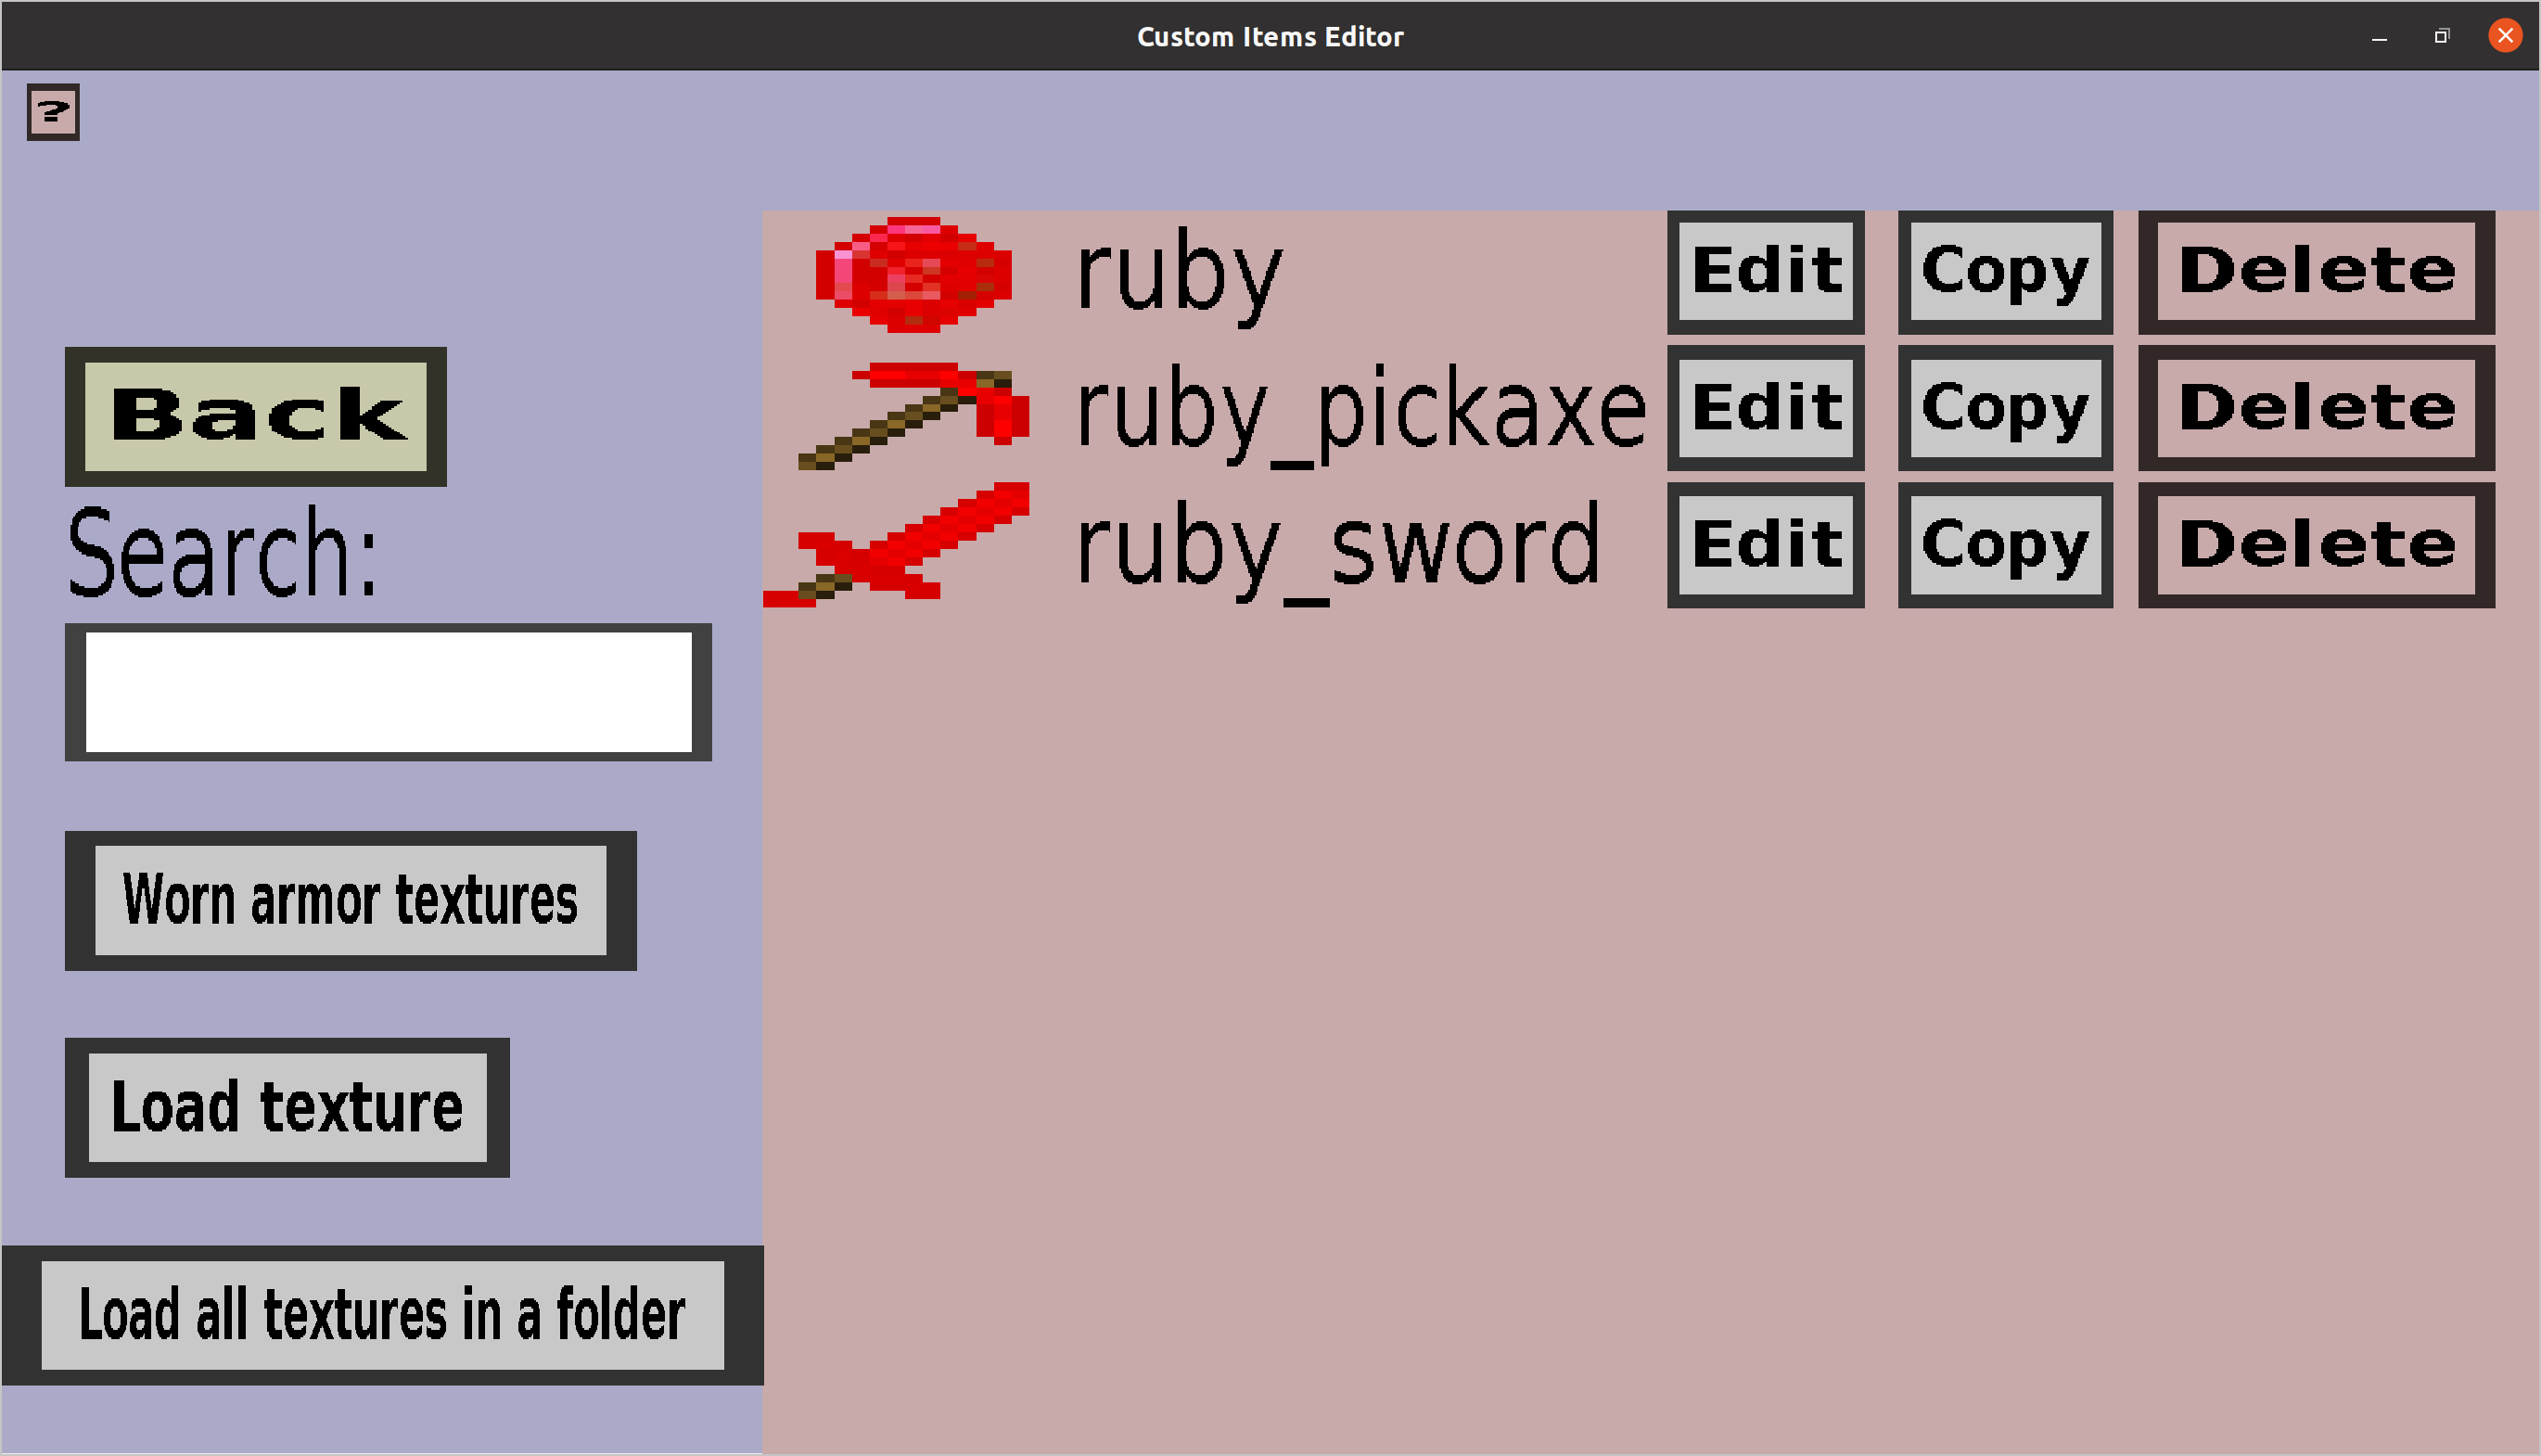 Custom Items Editor
?
Back
Search:
Worn armor textures
Load texture
Load all textures in a folder
ruby Edit Copy Delete
ruby_pickaxe Edit Copy Delete
ruby_sword Edit Copy Delete